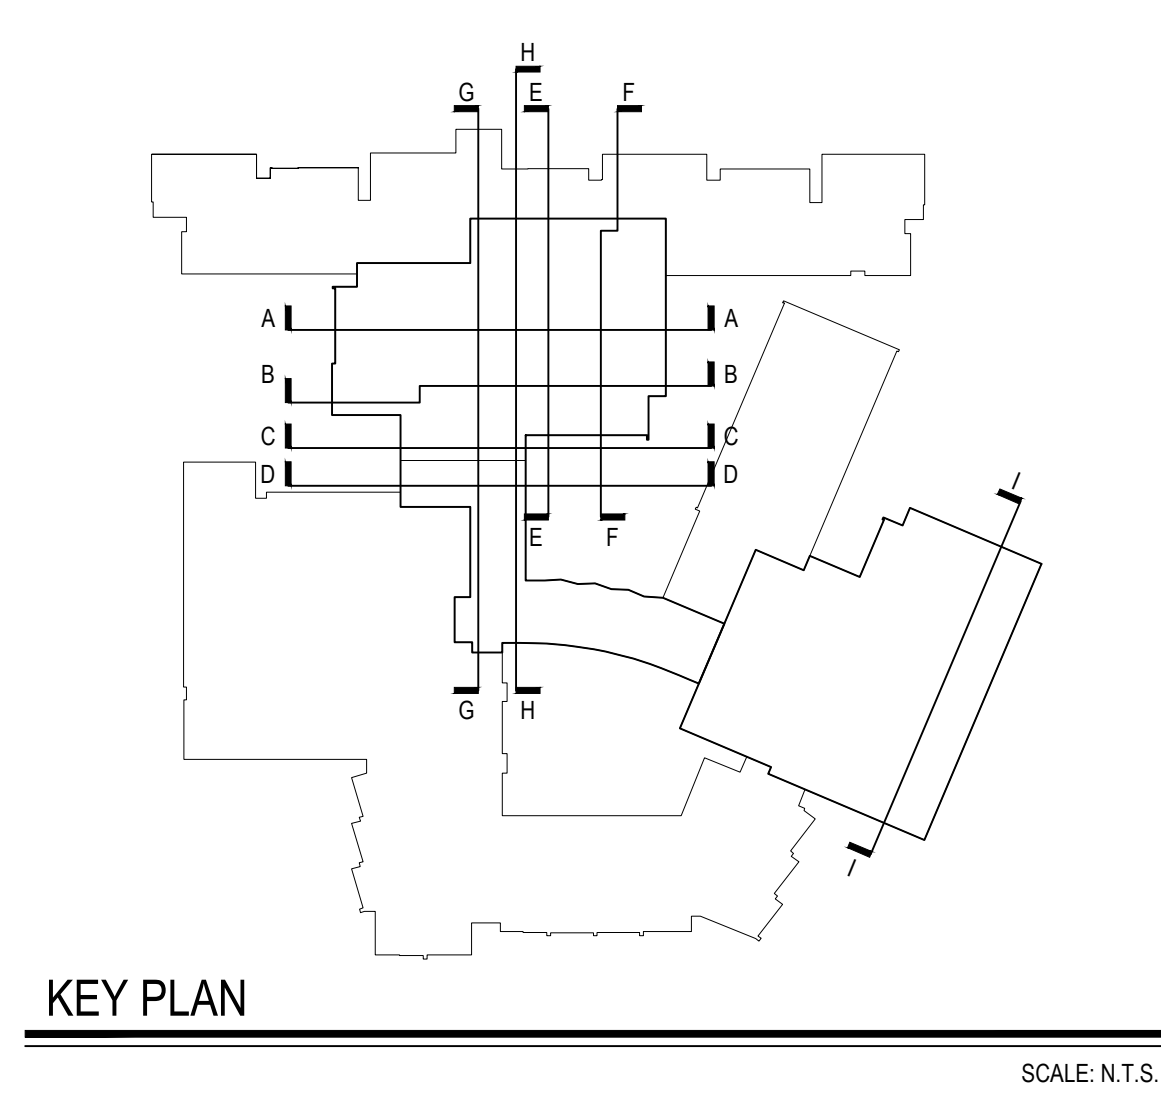 H
G E F
A A
B B
C C
D D
I
E F
G H
I
KEY PLAN
SCALE: N.T.S.